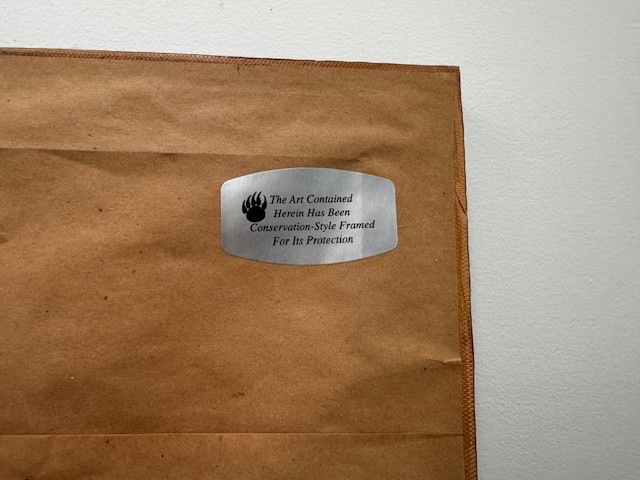 The Art Contained
Herein Has Been
Conservation-Style Framed
For Its Protection